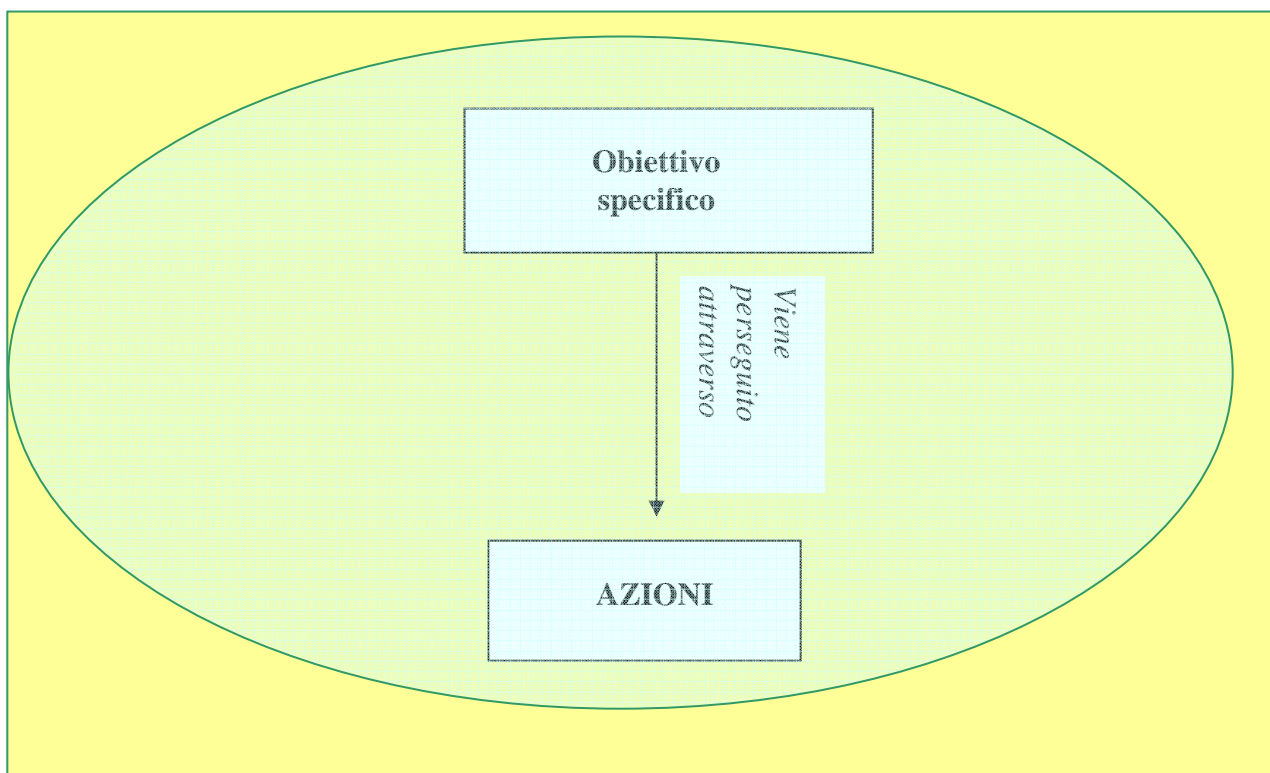 Obiettivo
specifico
Viene
perseguito
attraverso
AZIONI